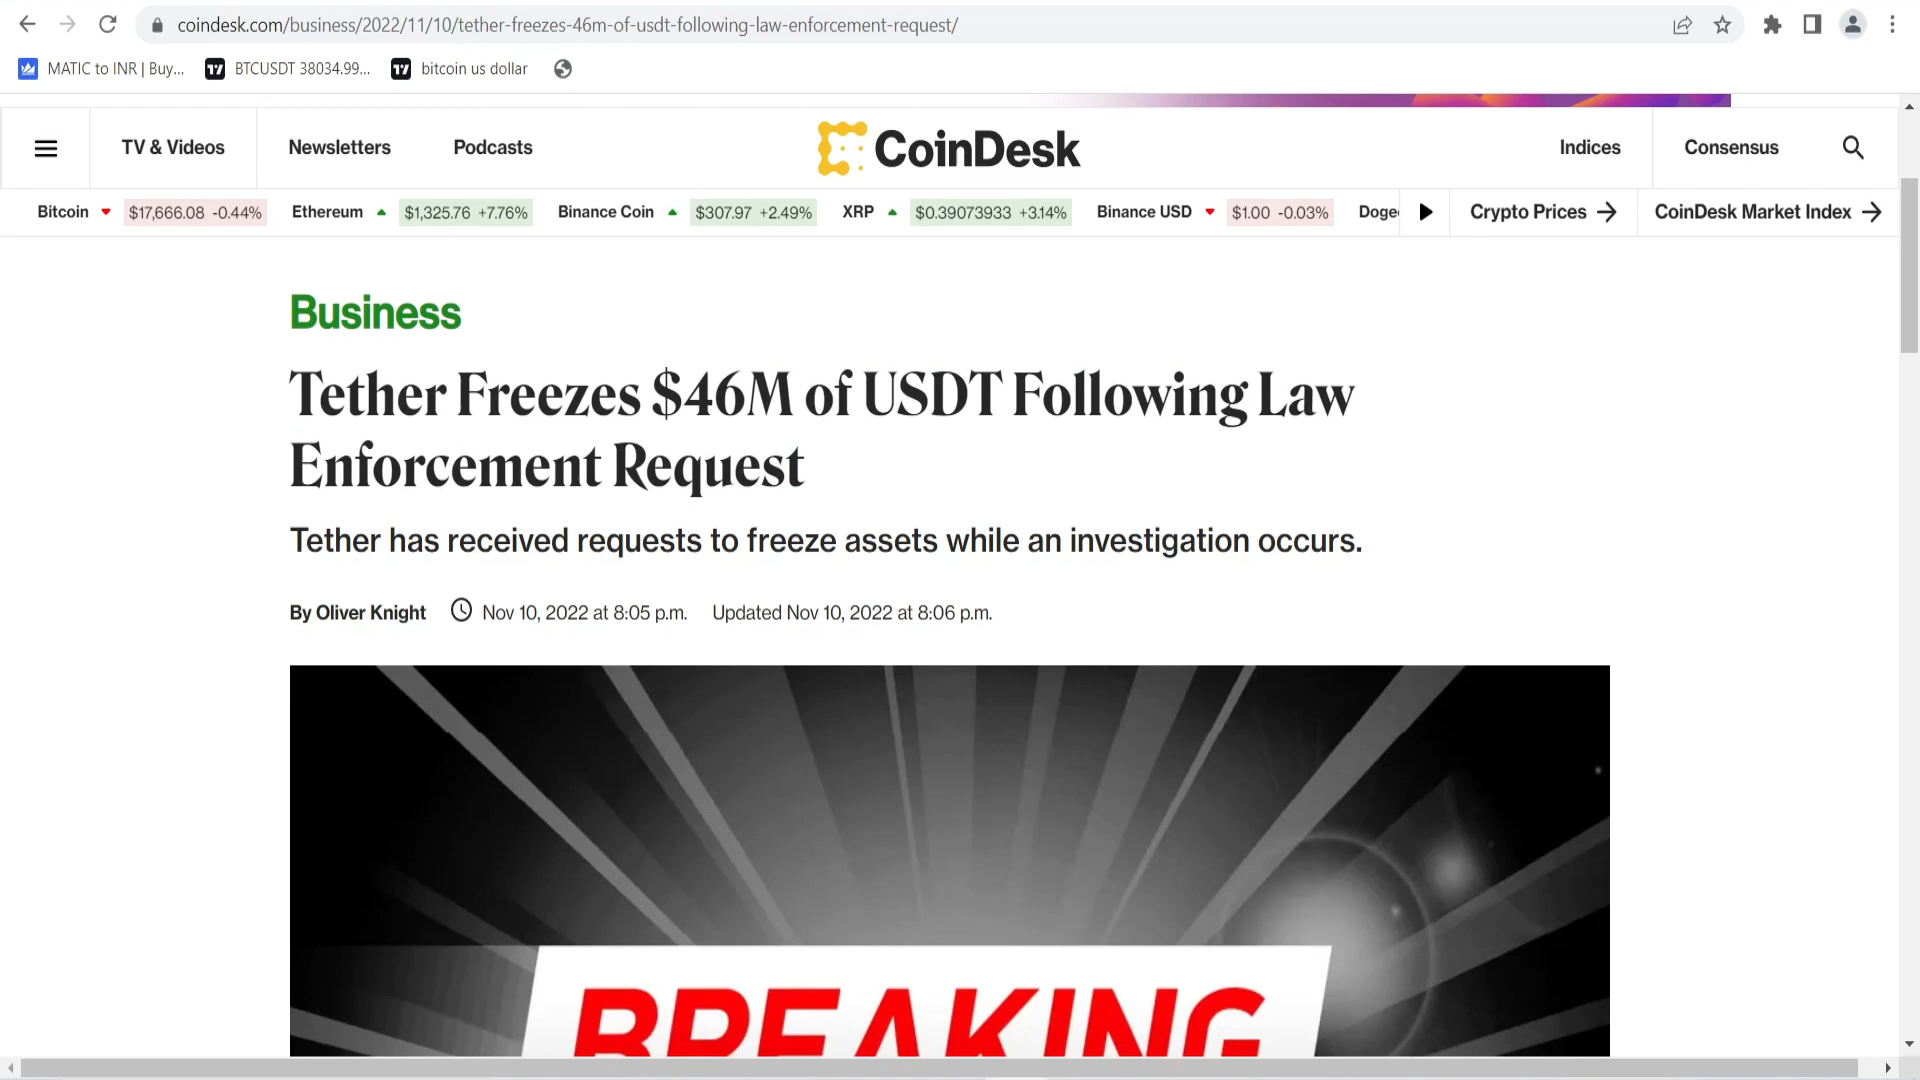 coindesk.com/business/2022/11/10/tether-freezes-46m-of-usdt-following-law-enforcement-request/
MATIC to INR | Buy... BTCUSDT 38034.99... bitcoin us dollar
TV & Videos Newsletters Podcasts CoinDesk Indices Consensus
Bitcoin $17,666.08 -0.44% Ethereum $1,325.76 +7.76% Binance Coin $307.97 +2.49% XRP $0.39073933 +3.14% Binance USD $1.00 -0.03% Doge Crypto Prices CoinDesk Market Index
Business
Tether Freezes $46M of USDT Following Law
Enforcement Request
Tether has received requests to freeze assets while an investigation occurs.
By Oliver Knight Nov 10, 2022 at 8:05 p.m. Updated Nov 10, 2022 at 8:06 p.m.
BREAKING